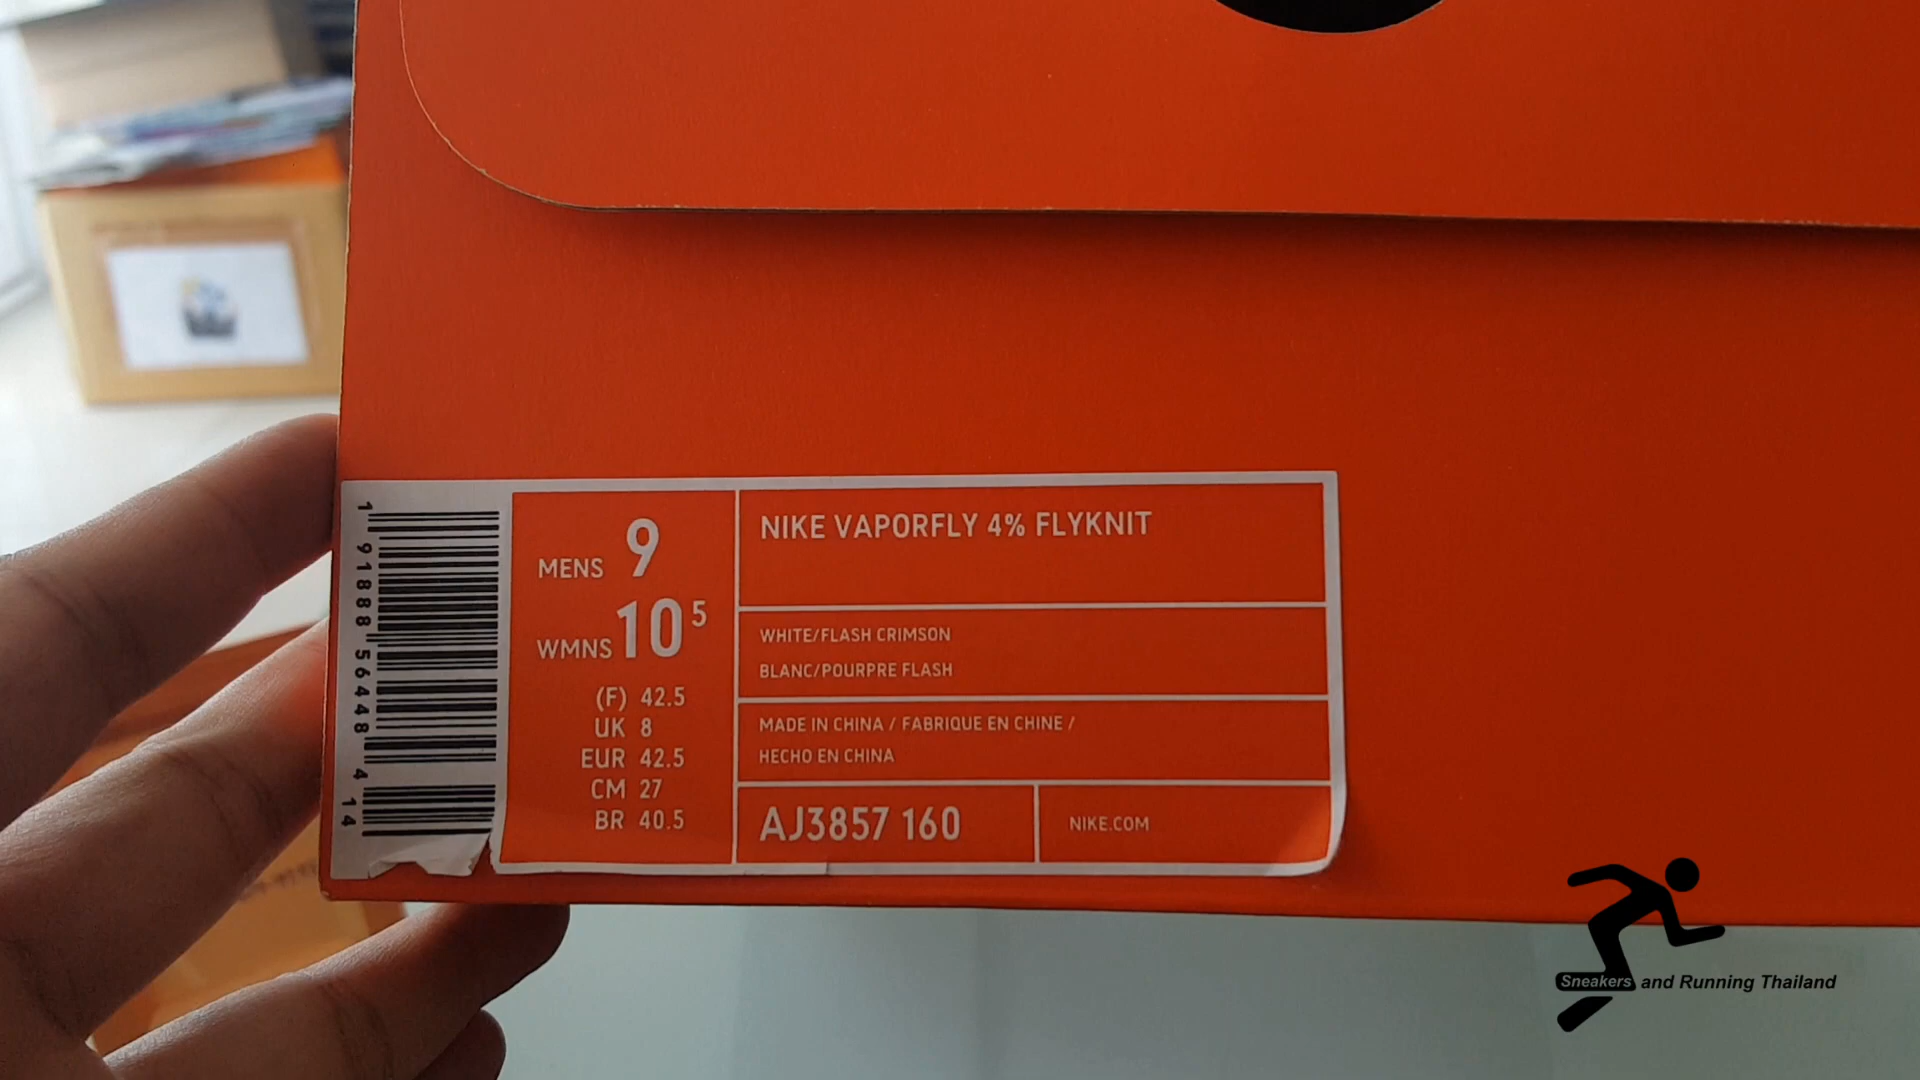 1 91888 56448 4 14
MENS 9
WMNS 10 5
(F) 42.5
UK 8
EUR 42.5
CM 27
BR 40.5
NIKE VAPORFLY 4% FLYKNIT
WHITE/FLASH CRIMSON
BLANC/POURPRE FLASH
MADE IN CHINA / FABRIQUE EN CHINE /
HECHO EN CHINA
AJ3857 160
NIKE.COM
Sneakers and Running Thailand